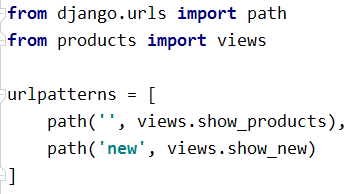 from django.urls import path
from products import views

urlpatterns = [
    path('', views.show_products),
    path('new', views.show_new)
]